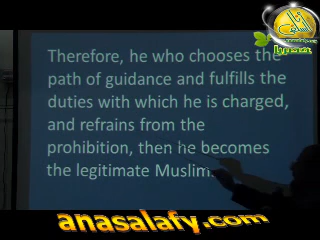 Therefore, he who chooses the
path of guidance and fulfills the
duties with which he is charged,
and refrains from the
prohibition, then he becomes
the legitimate Muslim.
anasalafy.com